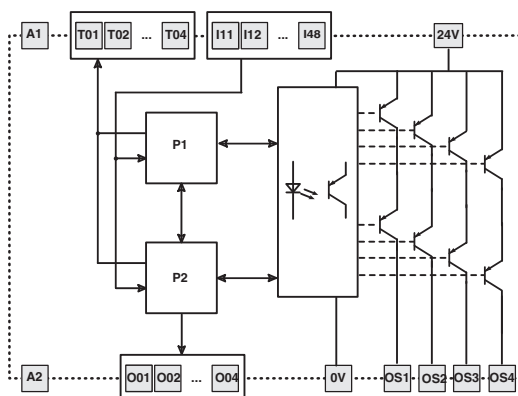 A1 T01 T02 ... T04 I11 I12 ... I48 24V
P1
P2
A2 O01 O02 ... O04 0V OS1 OS2 OS3 OS4